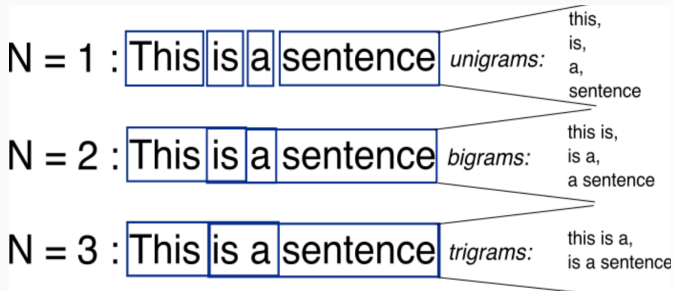 N = 1 : This is a sentence unigrams:
this,
is,
a,
sentence
N = 2 : This is a sentence bigrams:
this is,
is a,
a sentence
N = 3 : This is a sentence trigrams:
this is a,
is a sentence